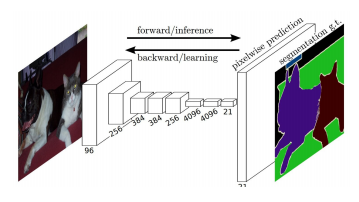 forward/inference
backward/learning
pixelwise prediction
segmentation g.t.
96
256
384
384
256
4096
4096
21
21